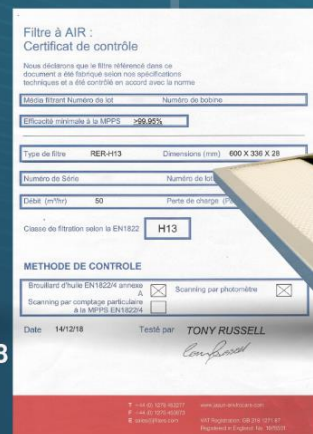 Filtre à AIR :
Certificat de contrôle
Nous déclarons que le filtre référencé dans ce
document a été fabriqué selon nos spécifications
techniques et a été contrôlé en accord avec la norme
Média filtrant Numéro de lot Numéro de bobine
Efficacité minimale à la MPPS >99,95%
Type de filtre RER-H13 Dimensions (mm) 600 X 336 X 28
Numéro de Série Numéro de lot
Débit (m³/hr) 50 Perte de charge
Classe de filtration selon la EN1822 H13
METHODE DE CONTROLE
Brouillard d'huile EN1822/4 annexe Scanning par photomètre
A
Scanning par comptage particulaire
à la MPPS EN1822/4
Date 14/12/18 Testé par TONY RUSSELL